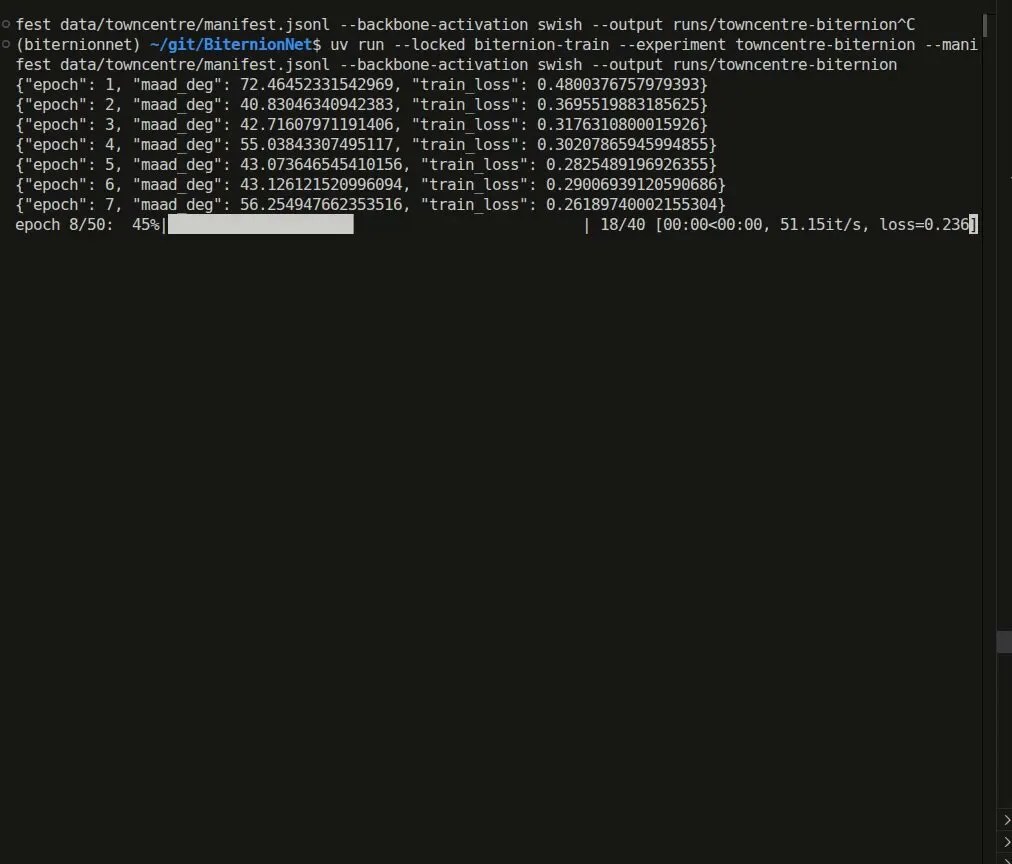 fest data/towncentre/manifest.jsonl --backbone-activation swish --output runs/towncentre-biternion^C
(biternionnet) ~/git/BiternionNet$ uv run --locked biternion-train --experiment towncentre-biternion --mani
fest data/towncentre/manifest.jsonl --backbone-activation swish --output runs/towncentre-biternion
{"epoch": 1, "maad_deg": 72.46452331542969, "train_loss": 0.4800376757979393}
{"epoch": 2, "maad_deg": 40.83046340942383, "train_loss": 0.3695519883185625}
{"epoch": 3, "maad_deg": 42.71607971191406, "train_loss": 0.3176310800015926}
{"epoch": 4, "maad_deg": 55.03843307495117, "train_loss": 0.30207865945994855}
{"epoch": 5, "maad_deg": 43.073646545410156, "train_loss": 0.2825489196926355}
{"epoch": 6, "maad_deg": 43.126121520996094, "train_loss": 0.29006939120590686}
{"epoch": 7, "maad_deg": 56.254947662353516, "train_loss": 0.26189740002155304}
epoch 8/50:  45%|          | 18/40 [00:00<00:00, 51.15it/s, loss=0.236]